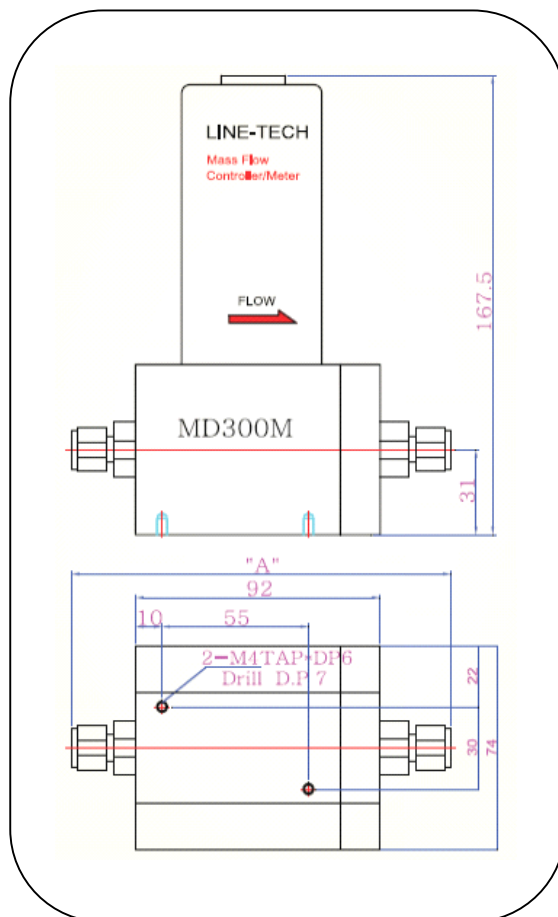 LINE-TECH
Mass Flow
Controller/Meter
167.5
FLOW
MD300M
31
"A"
92
10
55
2-M4TAP*DP6
Drill D.P 7
22
30
74